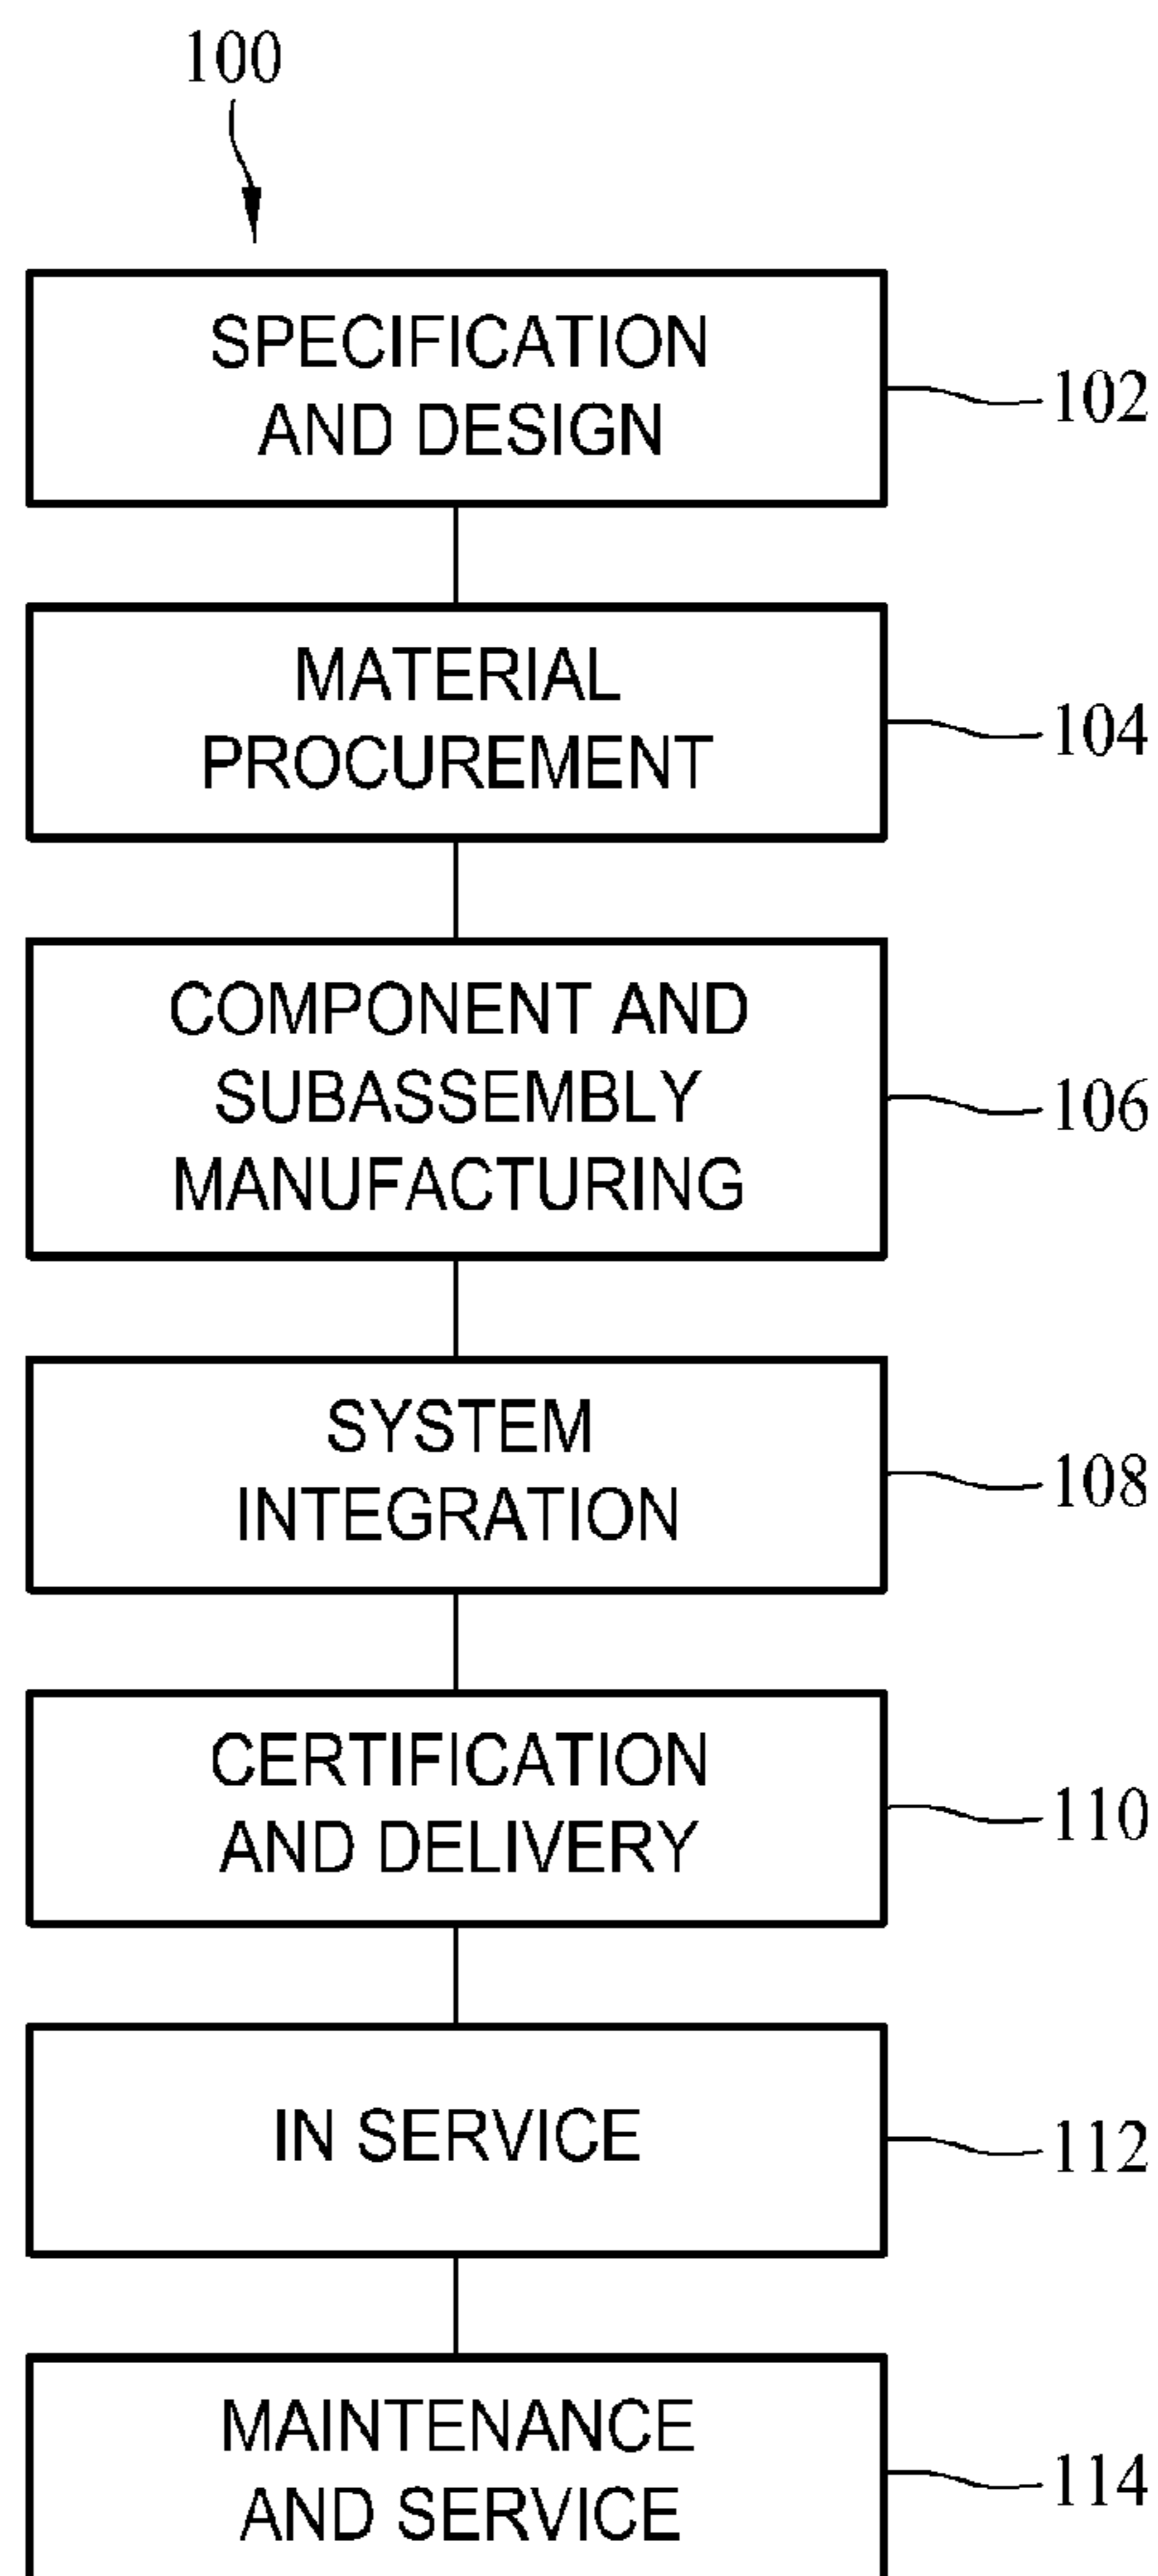 100
SPECIFICATION
AND DESIGN
102
MATERIAL
PROCUREMENT
104
COMPONENT AND
SUBASSEMBLY
MANUFACTURING
106
SYSTEM
INTEGRATION
108
CERTIFICATION
AND DELIVERY
110
IN SERVICE
112
MAINTENANCE
AND SERVICE
114